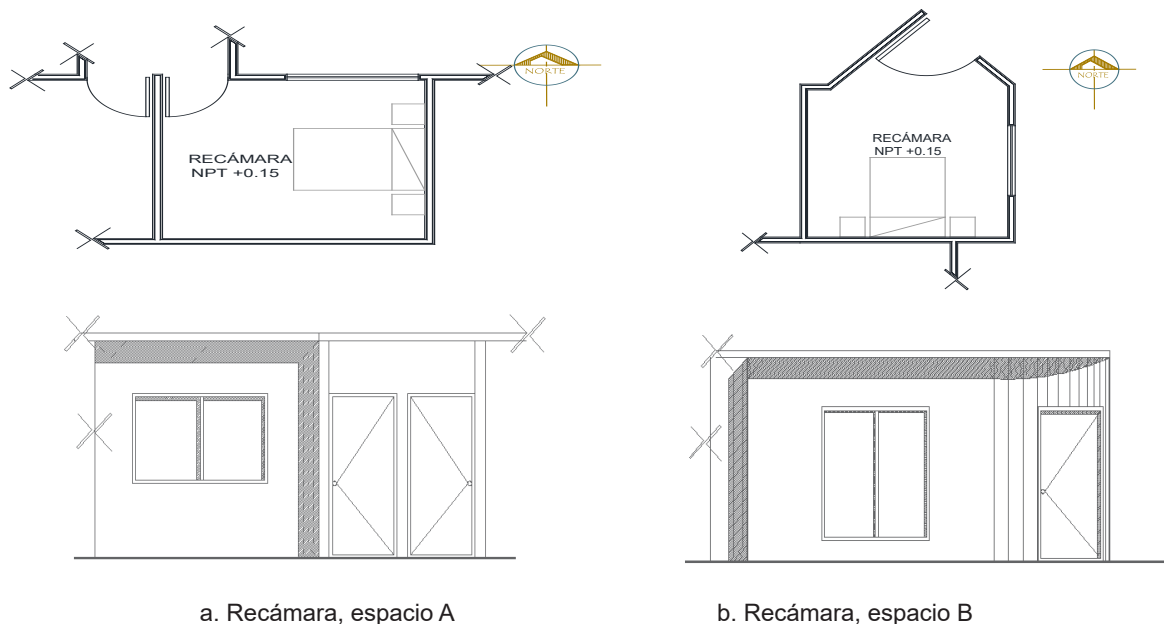 NORTE
RECÁMARA
NPT +0.15
NORTE
RECÁMARA
NPT +0.15
a. Recámara, espacio A
b. Recámara, espacio B